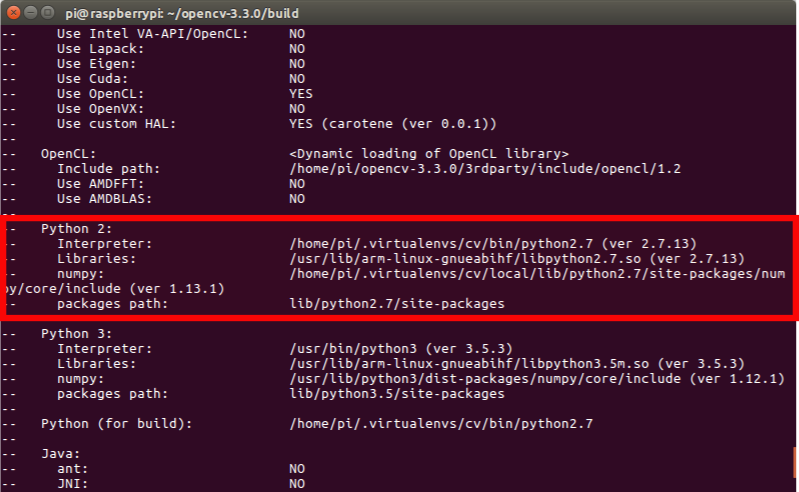 pi@raspberrypi: ~/opencv-3.3.0/build
--     Use Intel VA-API/OpenCL:     NO
--     Use Lapack:                  NO
--     Use Eigen:                   NO
--     Use Cuda:                    NO
--     Use OpenCL:                  YES
--     Use OpenVX:                  NO
--     Use custom HAL:              YES (carotene (ver 0.0.1))
--
--   OpenCL:                        <Dynamic loading of OpenCL library>
--     Include path:                /home/pi/opencv-3.3.0/3rdparty/include/opencl/1.2
--     Use AMDFFT:                  NO
--     Use AMDBLAS:                 NO
--
--   Python 2:
--     Interpreter:                 /home/pi/.virtualenvs/cv/bin/python2.7 (ver 2.7.13)
--     Libraries:                   /usr/lib/arm-linux-gnueabihf/libpython2.7.so (ver 2.7.13)
--     numpy:                       /home/pi/.virtualenvs/cv/local/lib/python2.7/site-packages/num
py/core/include (ver 1.13.1)
--     packages path:               lib/python2.7/site-packages
--   Python 3:
--     Interpreter:                 /usr/bin/python3 (ver 3.5.3)
--     Libraries:                   /usr/lib/arm-linux-gnueabihf/libpython3.5m.so (ver 3.5.3)
--     numpy:                       /usr/lib/python3/dist-packages/numpy/core/include (ver 1.12.1)
--     packages path:               lib/python3.5/site-packages
--
--   Python (for build):            /home/pi/.virtualenvs/cv/bin/python2.7
--
--   Java:
--     ant:                         NO
--     JNI:                         NO